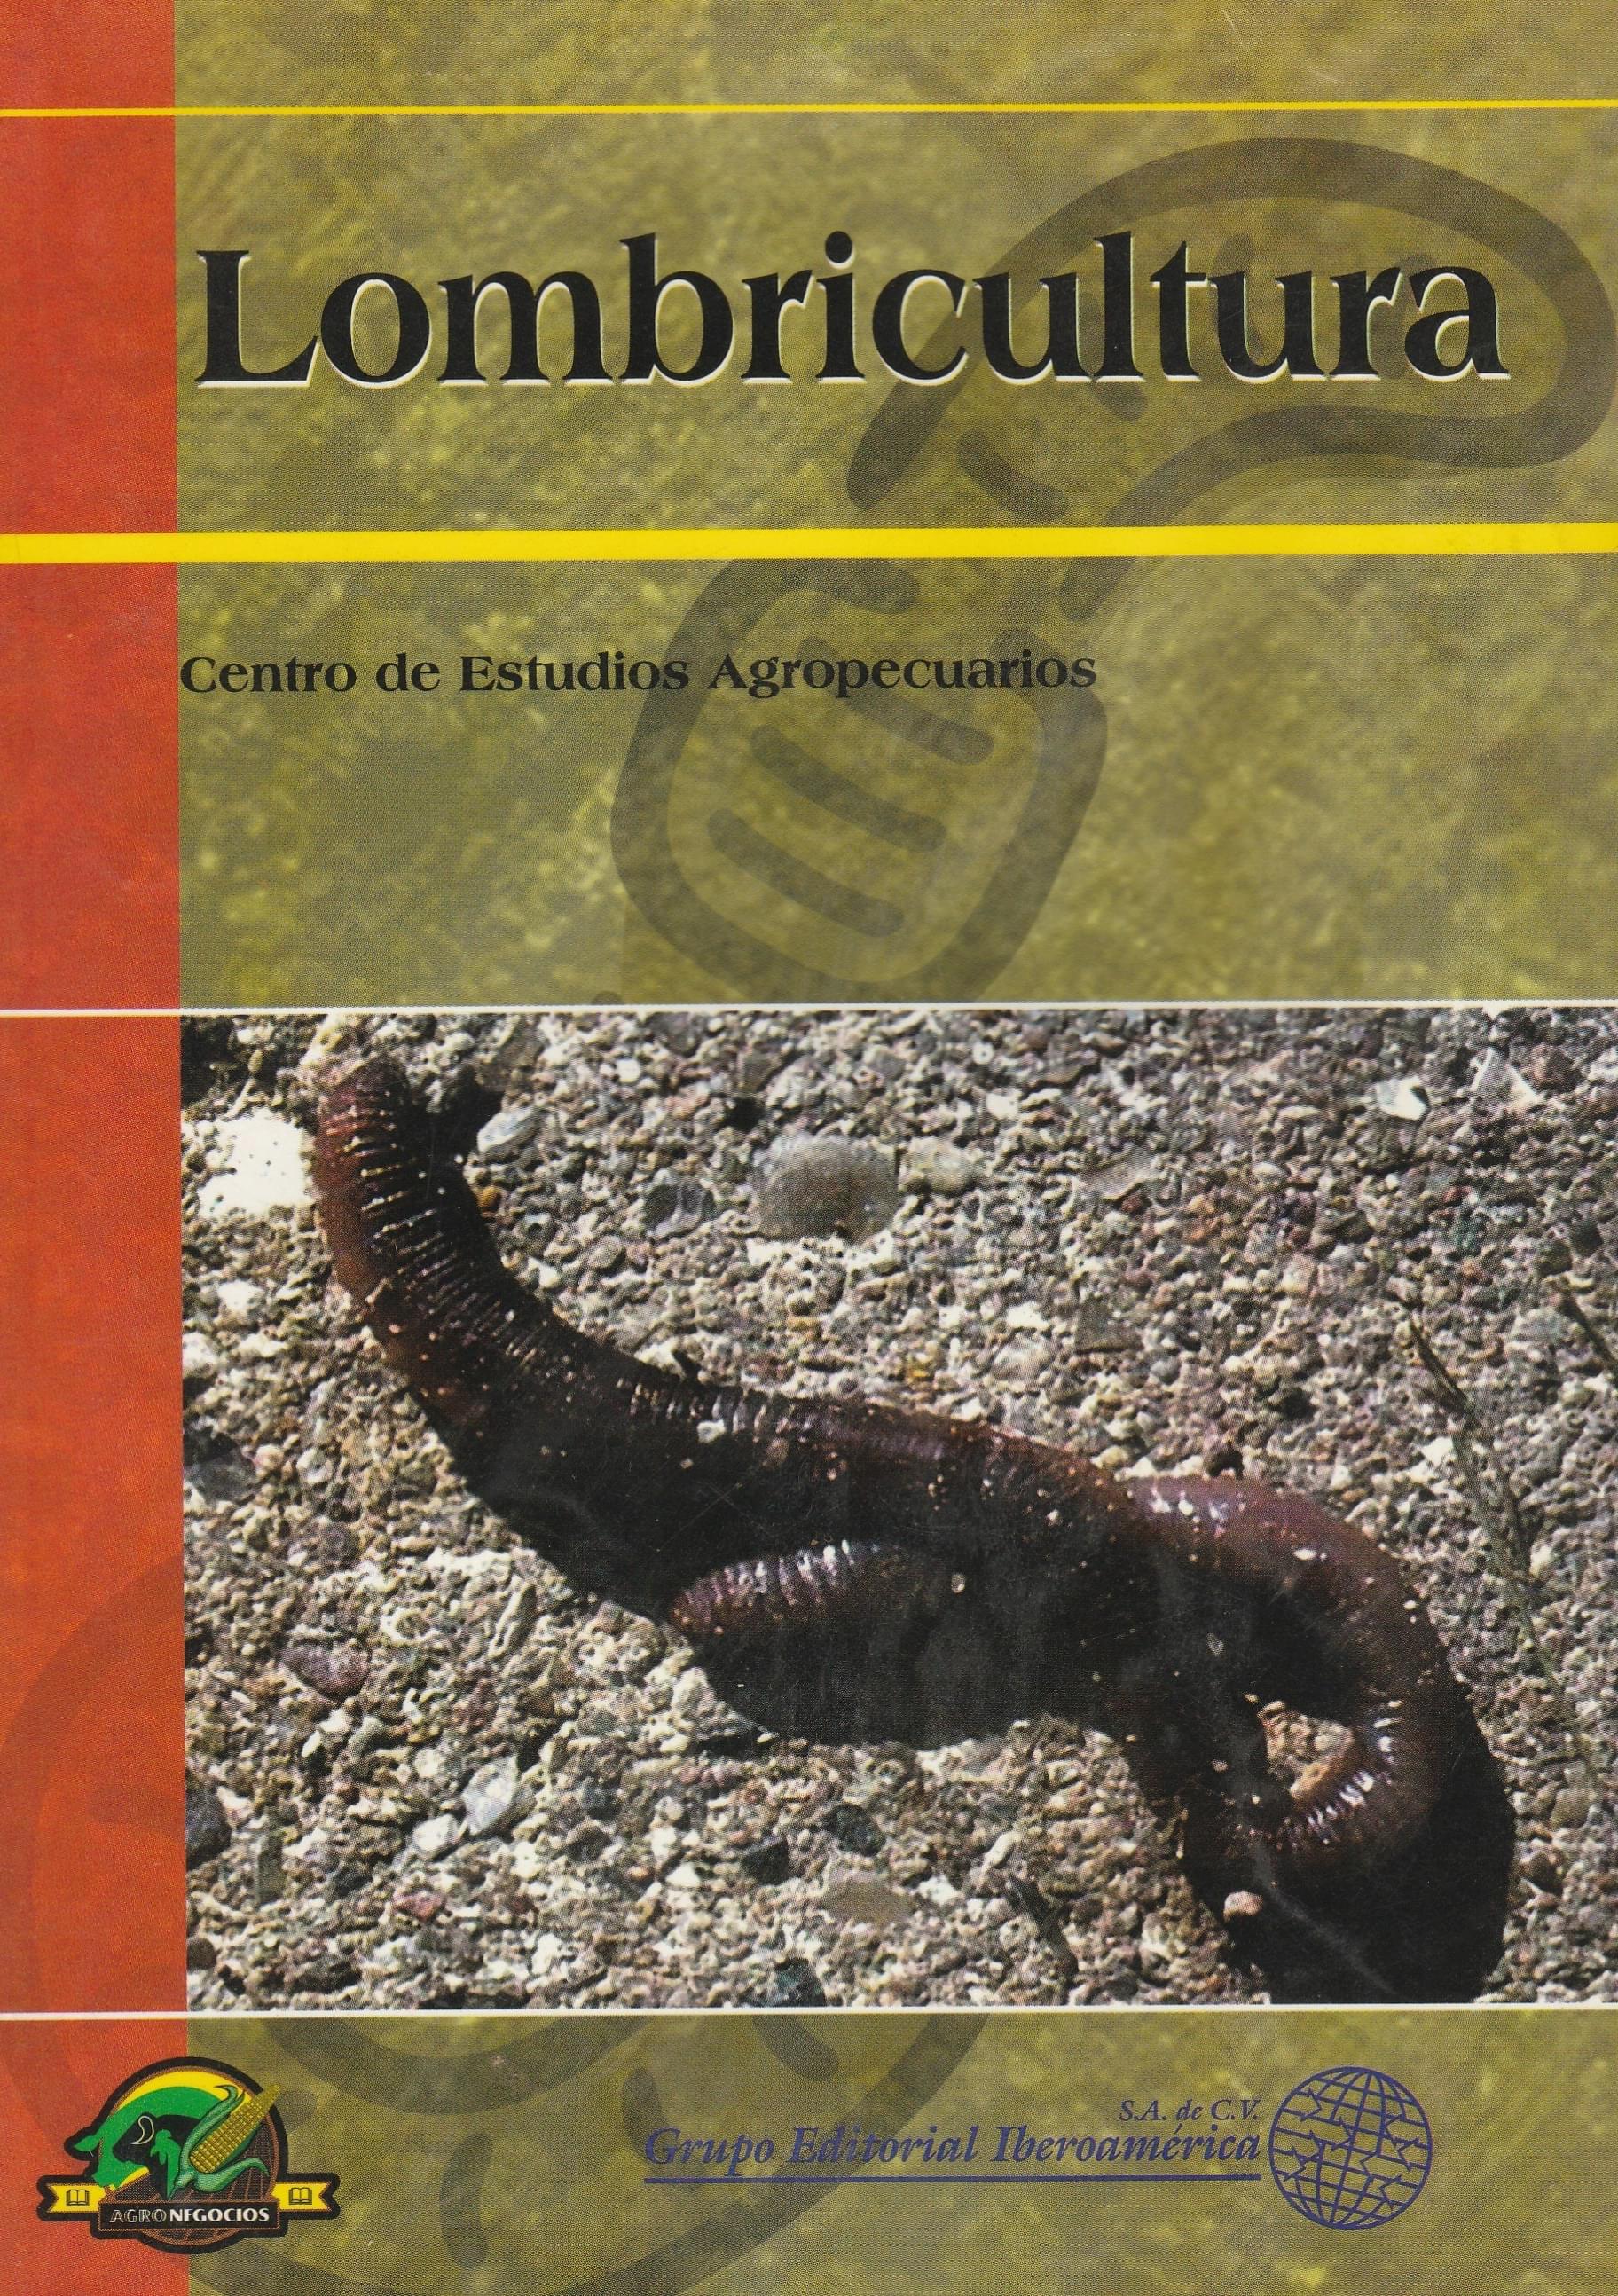 Lombricultura
Centro de Estudios Agropecuarios
AGRONEGOCIOS
S.A. de C.V.
Grupo Editorial Iberoamérica